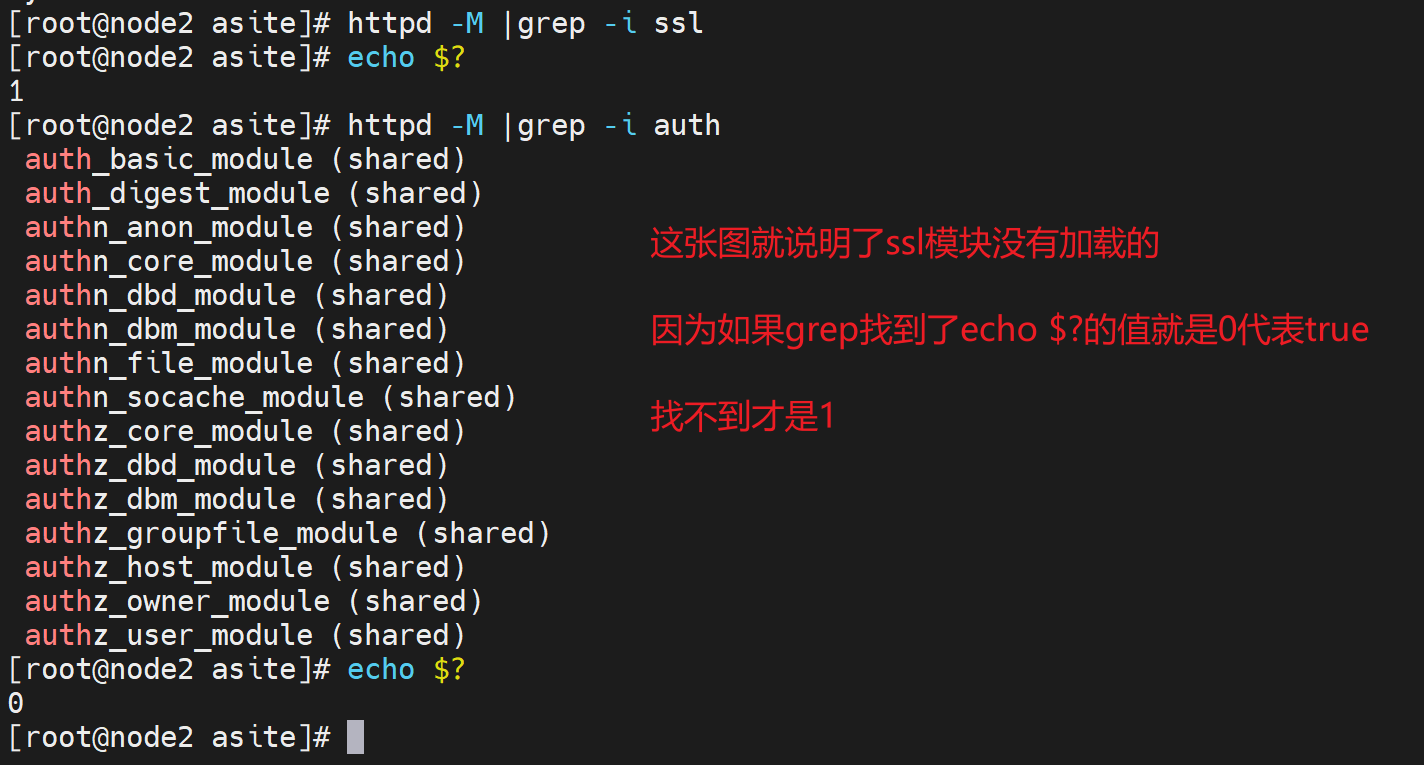 [root@node2 asite]# httpd -M |grep -i ssl
[root@node2 asite]# echo $?
1
[root@node2 asite]# httpd -M |grep -i auth
auth_basic_module (shared)
auth_digest_module (shared)
authn_anon_module (shared)
authn_core_module (shared)
authn_dbd_module (shared)
authn_dbm_module (shared)
authn_file_module (shared)
authn_socache_module (shared)
authz_core_module (shared)
authz_dbd_module (shared)
authz_dbm_module (shared)
authz_groupfile_module (shared)
authz_host_module (shared)
authz_owner_module (shared)
authz_user_module (shared)
[root@node2 asite]# echo $?
0
[root@node2 asite]#
这张图就说明了ssl模块没有加载的
因为如果grep找到了echo $?的值就是0代表true
找不到才是1